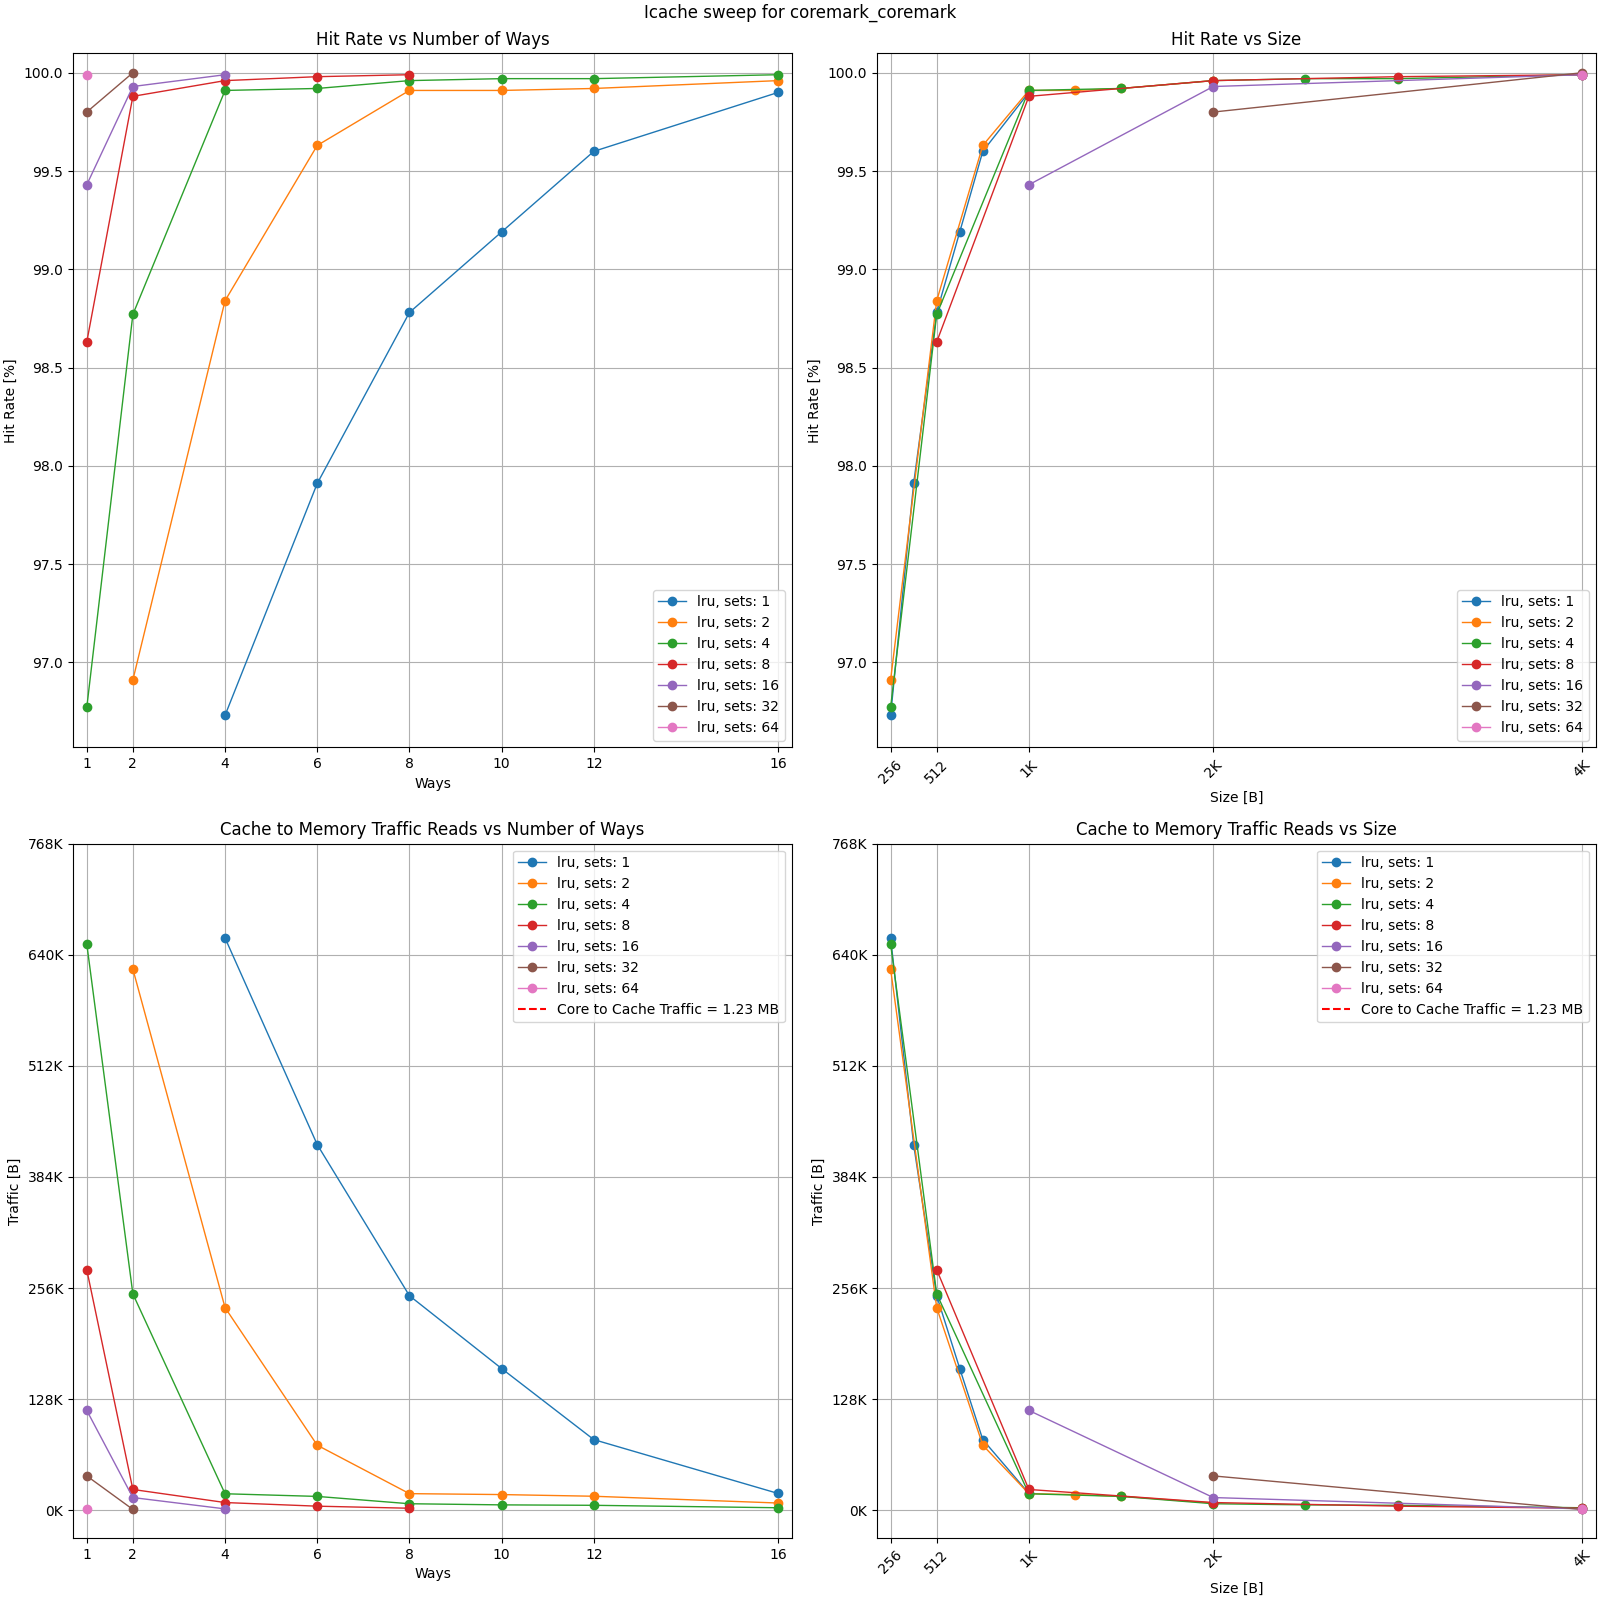 Icache sweep for coremark_coremark
Hit Rate vs Number of Ways
100.0
99.5
99.0
98.5
98.0
97.5
97.0
Hit Rate [%]
1 2 4 6 8 10 12 16
Ways
lru, sets: 1
lru, sets: 2
lru, sets: 4
lru, sets: 8
lru, sets: 16
lru, sets: 32
lru, sets: 64
Hit Rate vs Size
100.0
99.5
99.0
98.5
98.0
97.5
97.0
Hit Rate [%]
256 512 1K 2K 4K
Size [B]
lru, sets: 1
lru, sets: 2
lru, sets: 4
lru, sets: 8
lru, sets: 16
lru, sets: 32
lru, sets: 64
Cache to Memory Traffic Reads vs Number of Ways
768K
640K
512K
384K
256K
128K
0K
Traffic [B]
1 2 4 6 8 10 12 16
Ways
lru, sets: 1
lru, sets: 2
lru, sets: 4
lru, sets: 8
lru, sets: 16
lru, sets: 32
lru, sets: 64
Core to Cache Traffic = 1.23 MB
Cache to Memory Traffic Reads vs Size
768K
640K
512K
384K
256K
128K
0K
Traffic [B]
256 512 1K 2K 4K
Size [B]
lru, sets: 1
lru, sets: 2
lru, sets: 4
lru, sets: 8
lru, sets: 16
lru, sets: 32
lru, sets: 64
Core to Cache Traffic = 1.23 MB